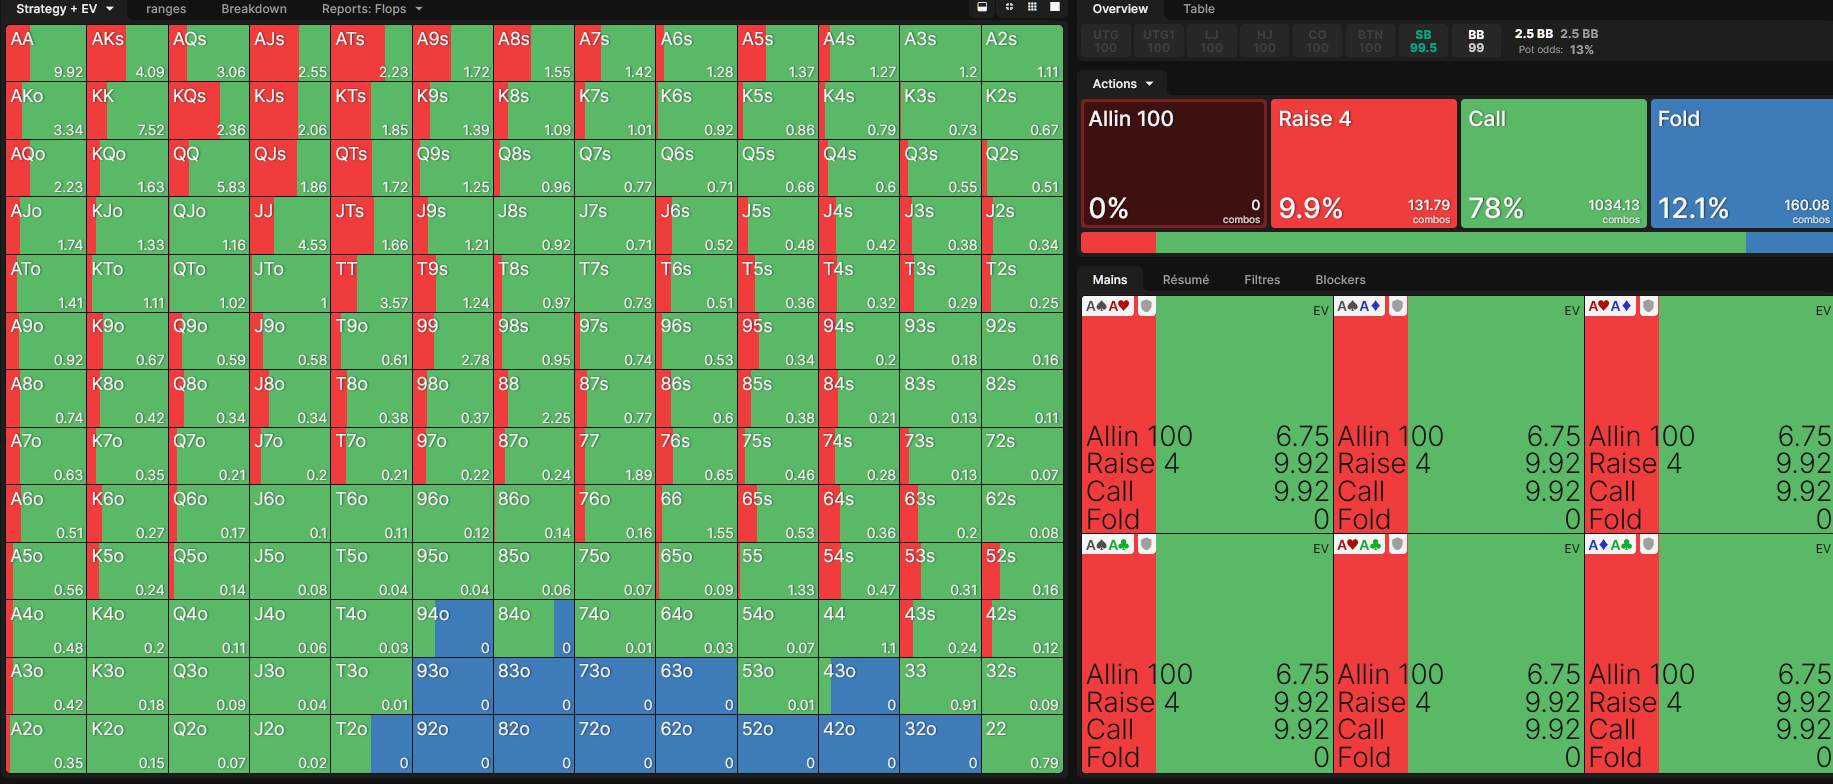 Strategy + EV ranges Breakdown Reports: Flops
AA AKs AQs AJs ATs A9s A8s A7s A6s A5s A4s A3s A2s
9.92 4.09 3.06 2.55 2.23 1.72 1.55 1.42 1.28 1.37 1.27 1.2 1.11
AKo KK KQs KJs KTs K9s K8s K7s K6s K5s K4s K3s K2s
3.34 7.52 2.36 2.06 1.85 1.39 1.09 1.01 0.92 0.86 0.79 0.73 0.67
AQo KQo QQ QJs QTs Q9s Q8s Q7s Q6s Q5s Q4s Q3s Q2s
2.23 1.63 5.83 1.86 1.72 1.25 0.96 0.77 0.71 0.66 0.6 0.55 0.51
AJo KJo QJo JJ JTs J9s J8s J7s J6s J5s J4s J3s J2s
1.74 1.33 1.16 4.53 1.66 1.21 0.92 0.71 0.52 0.48 0.42 0.38 0.34
ATo KTo QTo JTo TT T9s T8s T7s T6s T5s T4s T3s T2s
1.41 1.11 1.02 1 3.57 1.24 0.97 0.73 0.51 0.36 0.32 0.29 0.25
A9o K9o Q9o J9o T9o 99 98s 97s 96s 95s 94s 93s 92s
0.92 0.67 0.59 0.58 0.61 2.78 0.95 0.74 0.53 0.34 0.2 0.18 0.16
A8o K8o Q8o J8o T8o 98o 88 87s 86s 85s 84s 83s 82s
0.74 0.42 0.34 0.34 0.38 0.37 2.25 0.77 0.6 0.38 0.21 0.13 0.11
A7o K7o Q7o J7o T7o 97o 87o 77 76s 75s 74s 73s 72s
0.63 0.35 0.21 0.2 0.21 0.22 0.24 1.89 0.65 0.46 0.28 0.13 0.07
A6o K6o Q6o J6o T6o 96o 86o 76o 66 65s 64s 63s 62s
0.51 0.27 0.17 0.1 0.11 0.12 0.14 0.16 1.55 0.53 0.36 0.2 0.08
A5o K5o Q5o J5o T5o 95o 85o 75o 65o 55 54s 53s 52s
0.56 0.24 0.14 0.08 0.04 0.04 0.06 0.07 0.09 1.33 0.47 0.31 0.16
A4o K4o Q4o J4o T4o 94o 84o 74o 64o 54o 44 43s 42s
0.48 0.2 0.11 0.06 0.03 0 0 0.01 0.03 0.07 1.1 0.24 0.12
A3o K3o Q3o J3o T3o 93o 83o 73o 63o 53o 43o 33 32s
0.42 0.18 0.09 0.04 0.01 0 0 0 0 0.01 0 0.91 0.09
A2o K2o Q2o J2o T2o 92o 82o 72o 62o 52o 42o 32o 22
0.35 0.15 0.07 0.02 0 0 0 0 0 0 0 0 0.79
Overview Table
UTG UTG1 LJ HJ CO BTN SB BB
100 100 100 100 100 100 99.5 99
2.5 BB 2.5 BB
Pot odds: 13%
Actions
Allin 100 Raise 4 Call Fold
0% 0 combos 9.9% 131.79 combos 78% 1034.13 combos 12.1% 160.08 combos
Mains Résumé Filtres Blockers
A♠A♥ EV A♠A♦ EV A♥A♦ EV
Allin 100 6.75 Allin 100 6.75 Allin 100 6.75
Raise 4 9.92 Raise 4 9.92 Raise 4 9.92
Call 9.92 Call 9.92 Call 9.92
Fold 0 Fold 0 Fold 0
A♠A♣ EV A♥A♣ EV A♦A♣ EV
Allin 100 6.75 Allin 100 6.75 Allin 100 6.75
Raise 4 9.92 Raise 4 9.92 Raise 4 9.92
Call 9.92 Call 9.92 Call 9.92
Fold 0 Fold 0 Fold 0